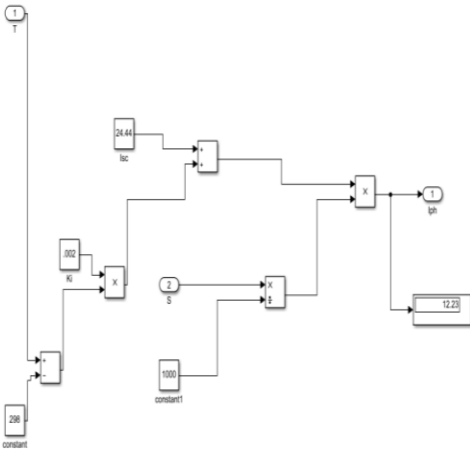 1
T
24.44
Isc
+
+
X
1
Iph
.002
Ki
X
2
S
X
÷
12.23
+
−
1000
constant1
298
constant